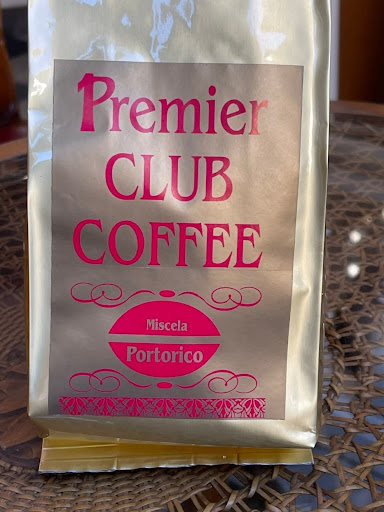 Premier
CLUB
COFFEE
Miscela
Portorico